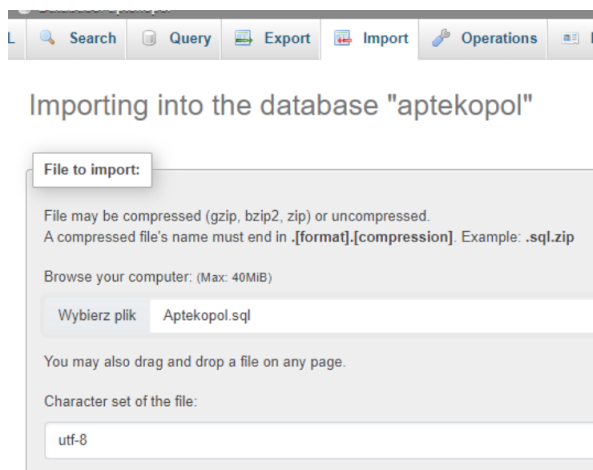 L Search Query Export Import Operations
Importing into the database "aptekopol"
File to import:
File may be compressed (gzip, bzip2, zip) or uncompressed.
A compressed file's name must end in .[format].[compression]. Example: .sql.zip
Browse your computer: (Max: 40MiB)
Wybierz plik Aptekopol.sql
You may also drag and drop a file on any page.
Character set of the file:
utf-8